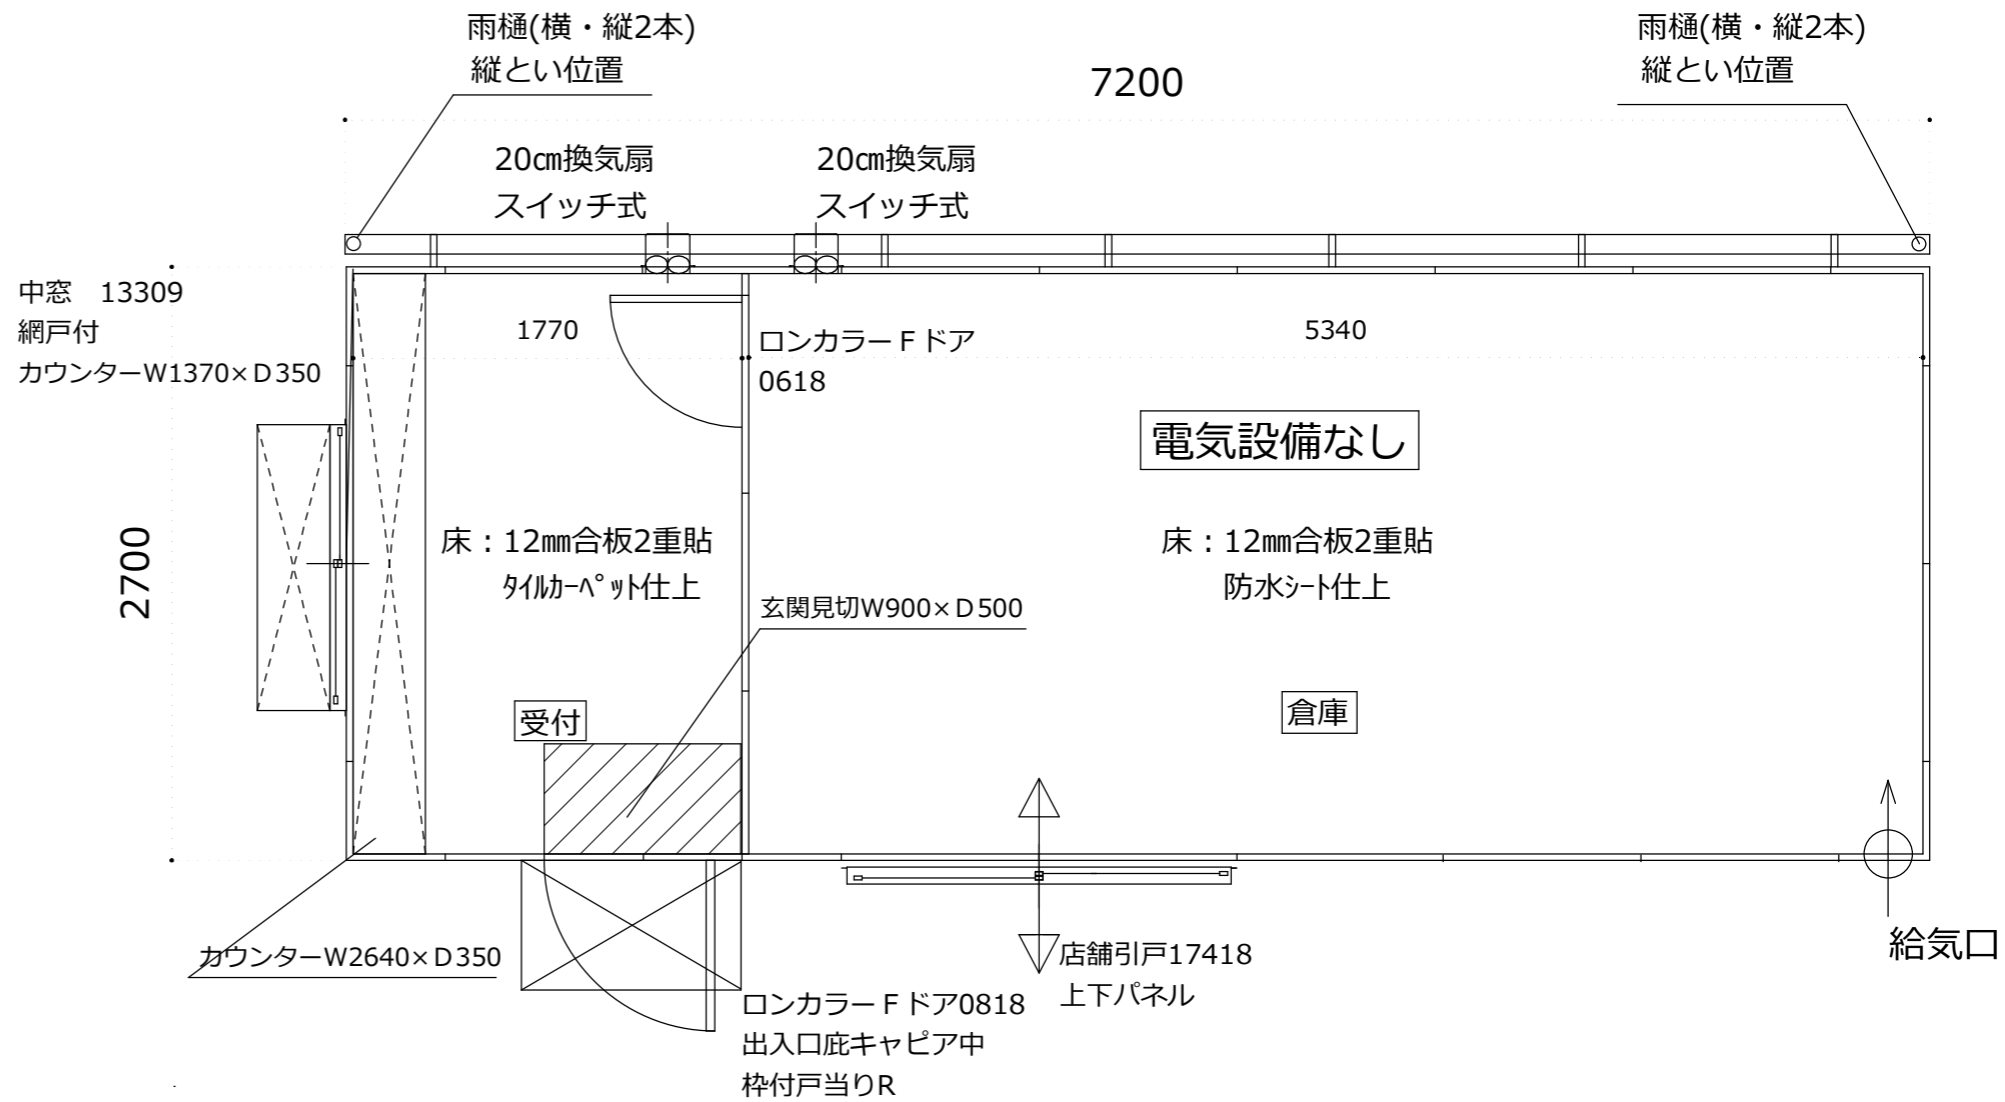 雨樋(横・縦2本)
縦とい位置
7200
雨樋(横・縦2本)
縦とい位置
20㎝換気扇
スイッチ式
20㎝換気扇
スイッチ式
中窓　13309
網戸付
カウンターW1370×Ｄ350
1770
ロンカラーＦドア
0618
5340
電気設備なし
2700
床：12㎜合板2重貼
ﾀｲﾙｶｰﾍﾟｯﾄ仕上
床：12㎜合板2重貼
防水ｼｰﾄ仕上
玄関見切W900×Ｄ500
受付
倉庫
カウンターW2640×Ｄ350
店舗引戸17418
上下パネル
給気口
ロンカラーＦドア0818
出入口庇キャピア中
枠付戸当りR